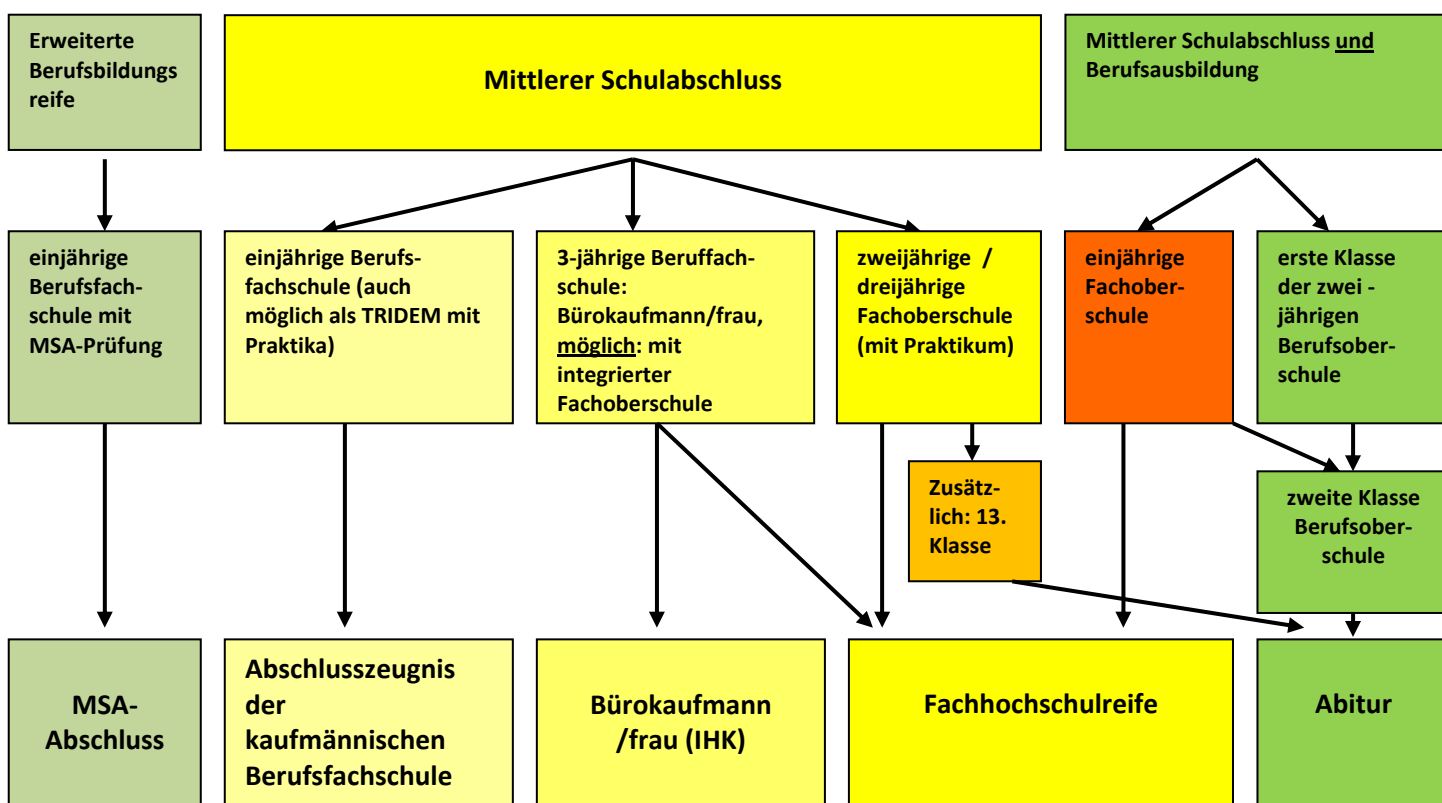 Erweiterte
Berufsbildungs
reife
Mittlerer Schulabschluss
Mittlerer Schulabschluss und
Berufsausbildung
einjährige
Berufsfach-
schule mit
MSA-Prüfung
einjährige Berufs-
fachschule (auch
möglich als TRIDEM mit
Praktika)
3-jährige Beruffach-
schule:
Bürokaufmann/frau,
möglich: mit
integrierter
Fachoberschule
zweijährige /
dreijährige
Fachoberschule
(mit Praktikum)
einjährige
Fachober-
schule
erste Klasse
der zwei -
jährigen
Berufsober-
schule
Zusätz-
lich: 13.
Klasse
zweite Klasse
Berufsober-
schule
MSA-
Abschluss
Abschlusszeugnis
der
kaufmännischen
Berufsfachschule
Bürokaufmann
/frau (IHK)
Fachhochschulreife
Abitur